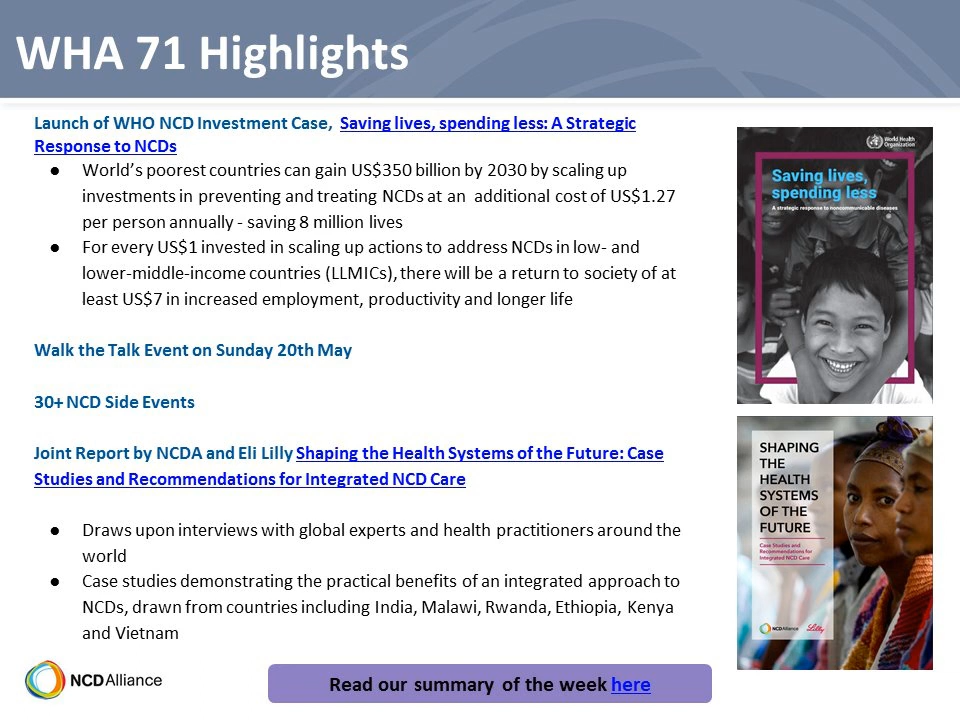 WHA 71 Highlights
Launch of WHO NCD Investment Case, Saving lives, spending less: A Strategic
Response to NCDs
● World’s poorest countries can gain US$350 billion by 2030 by scaling up
investments in preventing and treating NCDs at an additional cost of US$1.27
per person annually - saving 8 million lives
● For every US$1 invested in scaling up actions to address NCDs in low- and
lower-middle-income countries (LLMICs), there will be a return to society of at
least US$7 in increased employment, productivity and longer life
Walk the Talk Event on Sunday 20th May
30+ NCD Side Events
Joint Report by NCDA and Eli Lilly Shaping the Health Systems of the Future: Case
Studies and Recommendations for Integrated NCD Care
● Draws upon interviews with global experts and health practitioners around the
world
● Case studies demonstrating the practical benefits of an integrated approach to
NCDs, drawn from countries including India, Malawi, Rwanda, Ethiopia, Kenya
and Vietnam
World Health
Organization
Saving lives,
spending less
A strategic response to noncommunicable diseases
SHAPING
THE
HEALTH
SYSTEMS
OF THE
FUTURE
Case Studies and
Recommendations for
Integrated NCD Care
NCDAlliance
Lilly
NCDAlliance
Read our summary of the week here